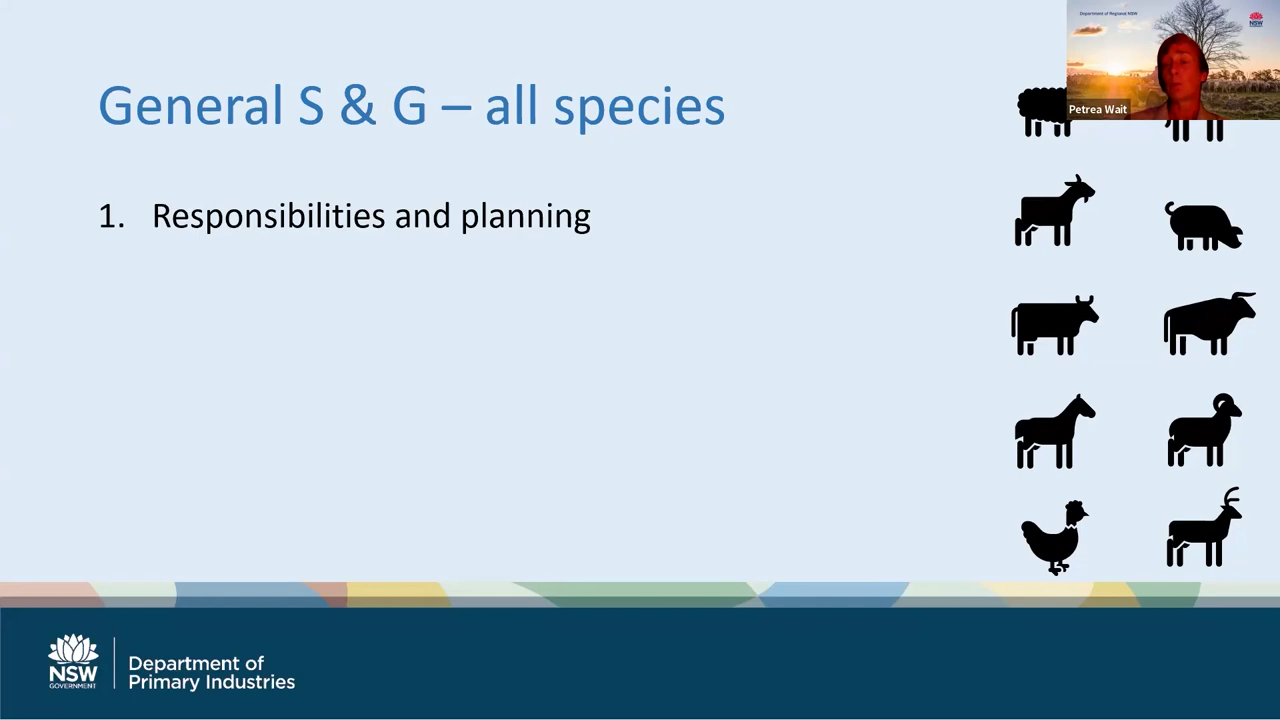 Department of Regional NSW
NSW
Petrea Wait
General S & G – all species
1. Responsibilities and planning
NSW
GOVERNMENT
Department of
Primary Industries